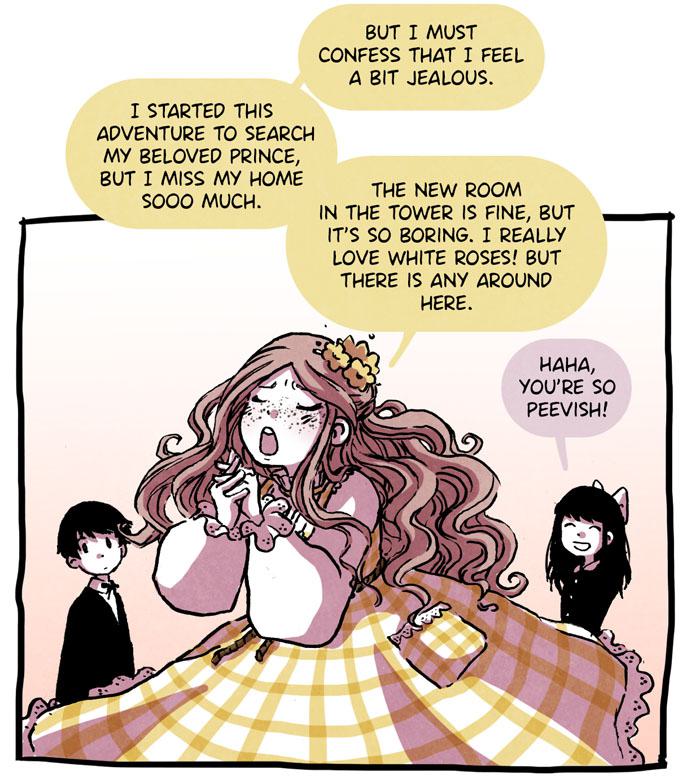 BUT I MUST
CONFESS THAT I FEEL
A BIT JEALOUS.
I STARTED THIS
ADVENTURE TO SEARCH
MY BELOVED PRINCE,
BUT I MISS MY HOME
SOOO MUCH.
THE NEW ROOM
IN THE TOWER IS FINE, BUT
IT'S SO BORING. I REALLY
LOVE WHITE ROSES! BUT
THERE IS ANY AROUND
HERE.
HAHA,
YOU'RE SO
PEEVISH!